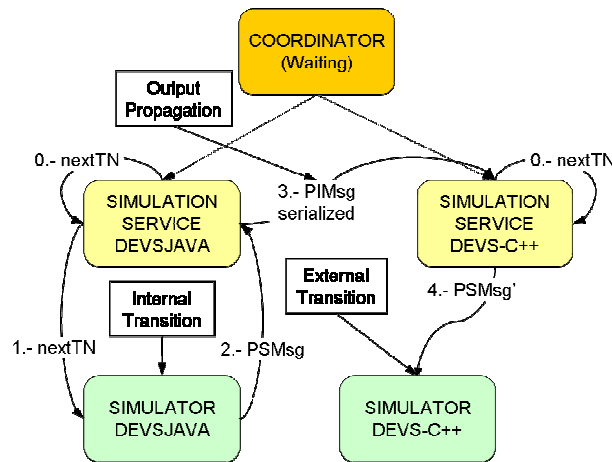 COORDINATOR
(Waiting)
Output
Propagation
0.- nextTN
0.- nextTN
SIMULATION
SERVICE
DEVSJAVA
3.- PIMsg
serialized
SIMULATION
SERVICE
DEVS-C++
Internal
Transition
External
Transition
4.- PSMsg'
1.- nextTN
2.- PSMsg
SIMULATOR
DEVSJAVA
SIMULATOR
DEVS-C++